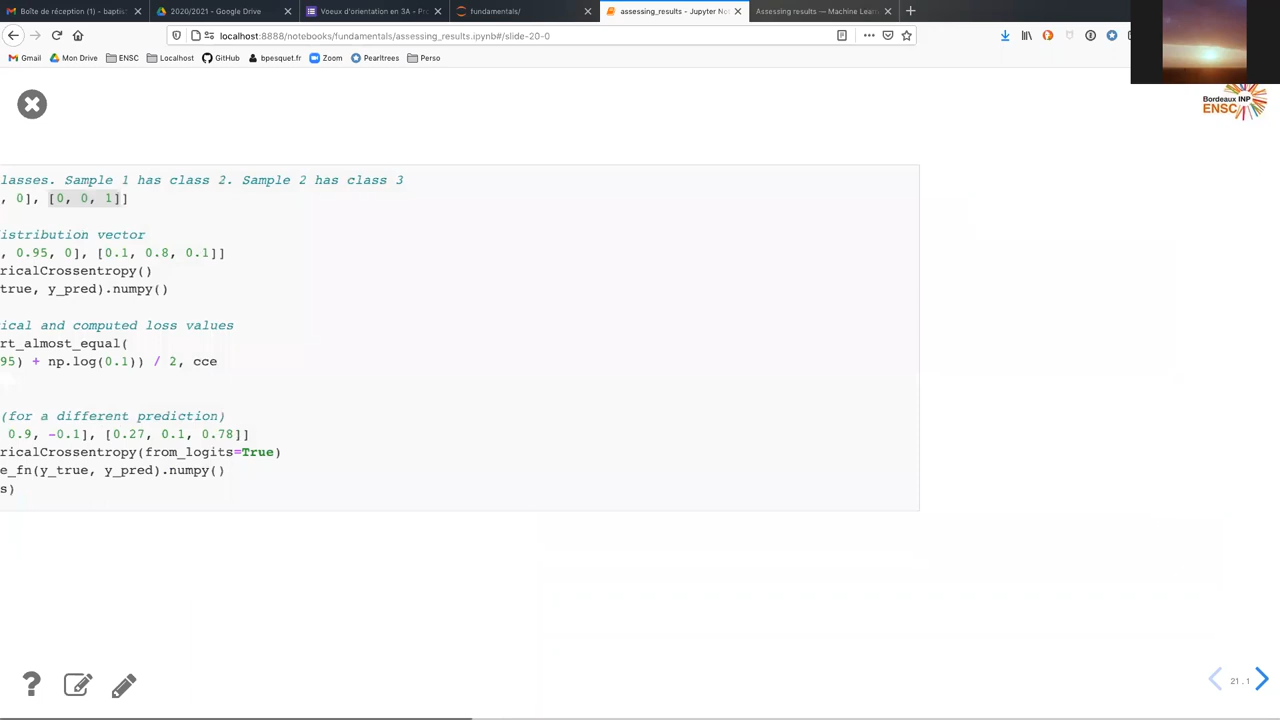 Boîte de réception (1) - baptis
2020/2021 - Google Drive
Voeux d'orientation en 3A - Pro
fundamentals/
assessing_results - Jupyter Not
Assessing results — Machine Learn
localhost:8888/notebooks/fundamentals/assessing_results.ipynb#/slide-20-0
Gmail
Mon Drive
ENSC
Localhost
GitHub
bpesquet.fr
Zoom
Pearltrees
Perso
Bordeaux INP
ENSC
lasses. Sample 1 has class 2. Sample 2 has class 3
, 0], [0, 0, 1]]
istribution vector
, 0.95, 0], [0.1, 0.8, 0.1]]
ricalCrossentropy()
true, y_pred).numpy()
ical and computed loss values
rt_almost_equal(
95) + np.log(0.1)) / 2, cce
(for a different prediction)
0.9, -0.1], [0.27, 0.1, 0.78]]
ricalCrossentropy(from_logits=True)
e_fn(y_true, y_pred).numpy()
s)
?
21.1